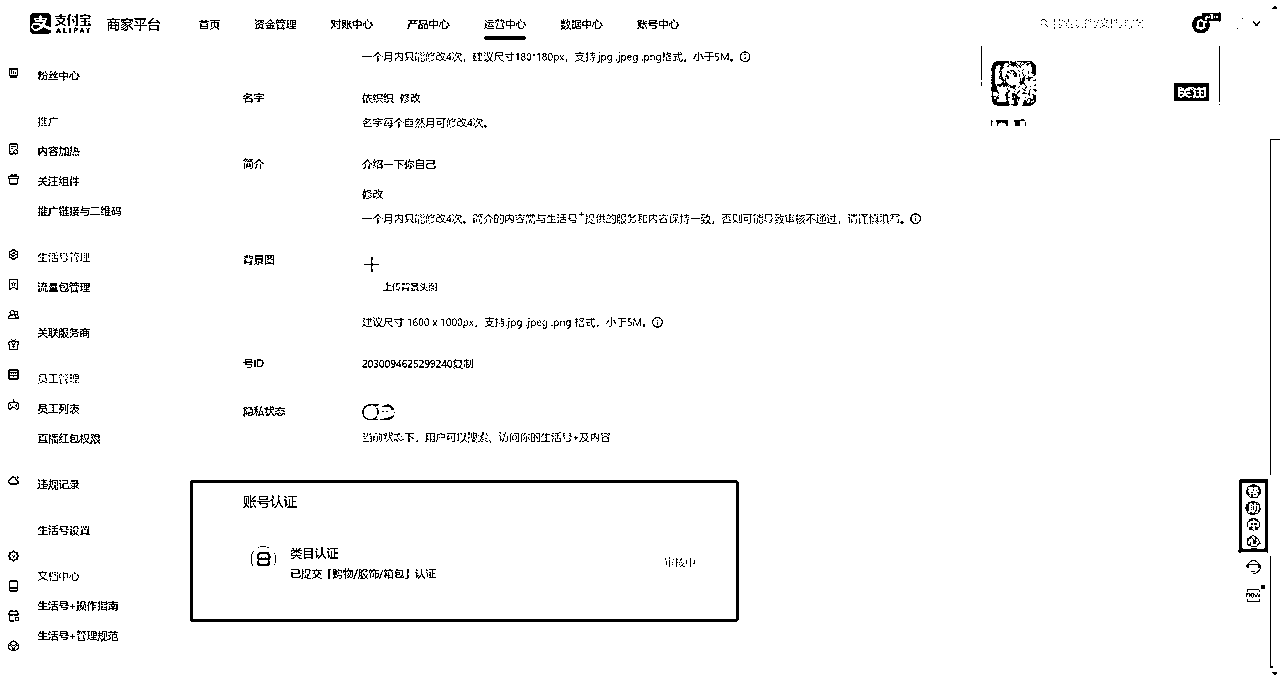 支付宝 ALIPAY 商家平台 首页 资金管理 对账中心 产品中心 运营中心 数据中心 账号中心
一个月内只能修改4次，建议尺寸180*180px，支持.jpg .jpeg .png格式，小于5M。
粉丝中心
名字 依织织 修改
名字每个自然月可修改4次。
推广
内容加热
简介 介绍一下你自己
关注组件
修改
推广链接与二维码
一个月内只能修改4次。简介的内容需与生活号+提供的服务和内容保持一致，否则可能导致审核不通过，请谨慎填写。
生活号管理
背景图
流量包管理
上传背景头图
建议尺寸 1600 x 1000px，支持.jpg .jpeg .png 格式，小于5M。
关联服务商
号ID 2030094625299240复制
员工管理
员工列表
隐私状态
直播红包权限
当前状态下，用户可以搜索、访问你的生活号+及内容
违规记录
账号认证
生活号设置
类目认证
已提交【购物/服饰/箱包】认证
审核中
文档中心
生活号+操作指南
生活号+管理规范
帮
助
中
心
new